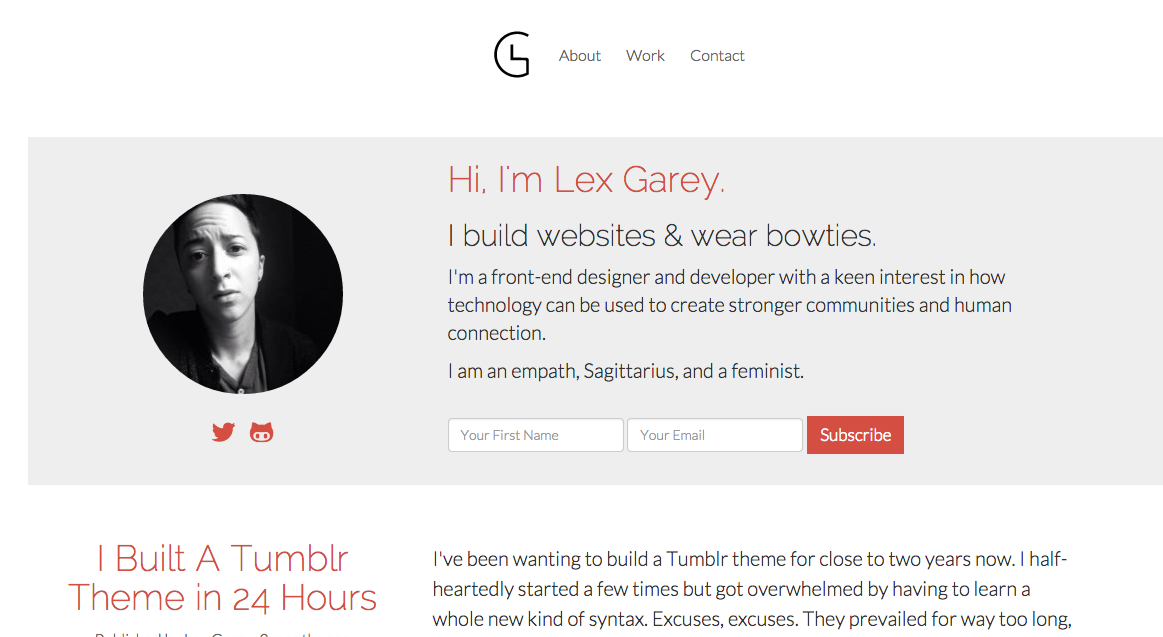 About Work Contact
Hi, I'm Lex Garey.
I build websites & wear bowties.
I'm a front-end designer and developer with a keen interest in how
technology can be used to create stronger communities and human
connection.
I am an empath, Sagittarius, and a feminist.
Your First Name Your Email Subscribe
I Built A Tumblr
Theme in 24 Hours
I've been wanting to build a Tumblr theme for close to two years now. I half-
heartedly started a few times but got overwhelmed by having to learn a
whole new kind of syntax. Excuses, excuses. They prevailed for way too long,